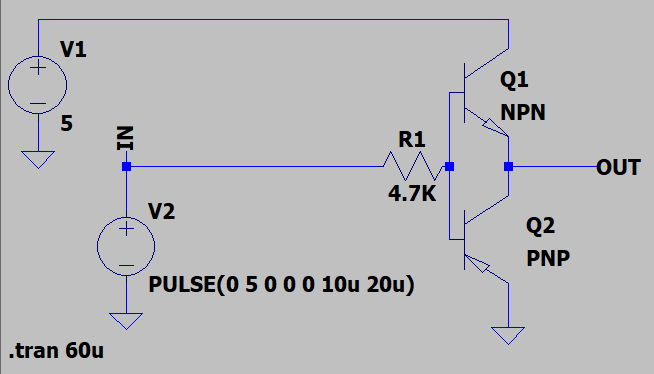 V1
5
IN
V2
PULSE(0 5 0 0 0 10u 20u)
R1
4.7K
Q1
NPN
OUT
Q2
PNP
.tran 60u